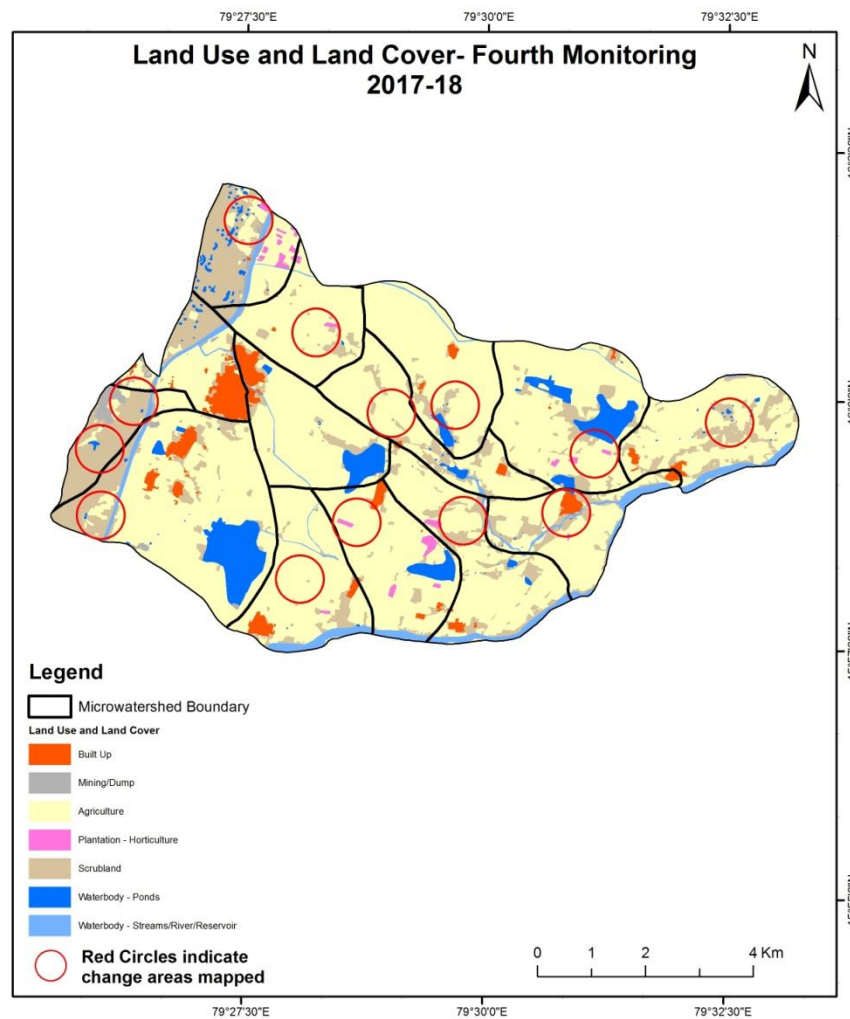 79°27'30"E 79°30'0"E 79°32'30"E
Land Use and Land Cover- Fourth Monitoring
2017-18
N
Legend
Microwatershed Boundary
Land Use and Land Cover
Built Up
Mining/Dump
Agriculture
Plantation - Horticulture
Scrubland
Waterbody - Ponds
Waterbody - Streams/River/Reservoir
Red Circles indicate
change areas mapped
0 1 2 4 Km
79°27'30"E 79°30'0"E 79°32'30"E